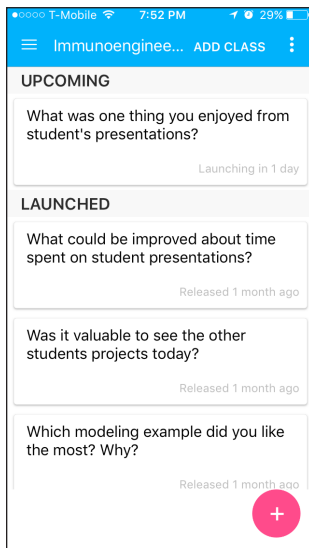 T-Mobile 7:52 PM 29%
Immunoenginee... ADD CLASS
UPCOMING
What was one thing you enjoyed from
student's presentations?
Launching in 1 day
LAUNCHED
What could be improved about time
spent on student presentations?
Released 1 month ago
Was it valuable to see the other
students projects today?
Released 1 month ago
Which modeling example did you like
the most? Why?
Released 1 month ago
+